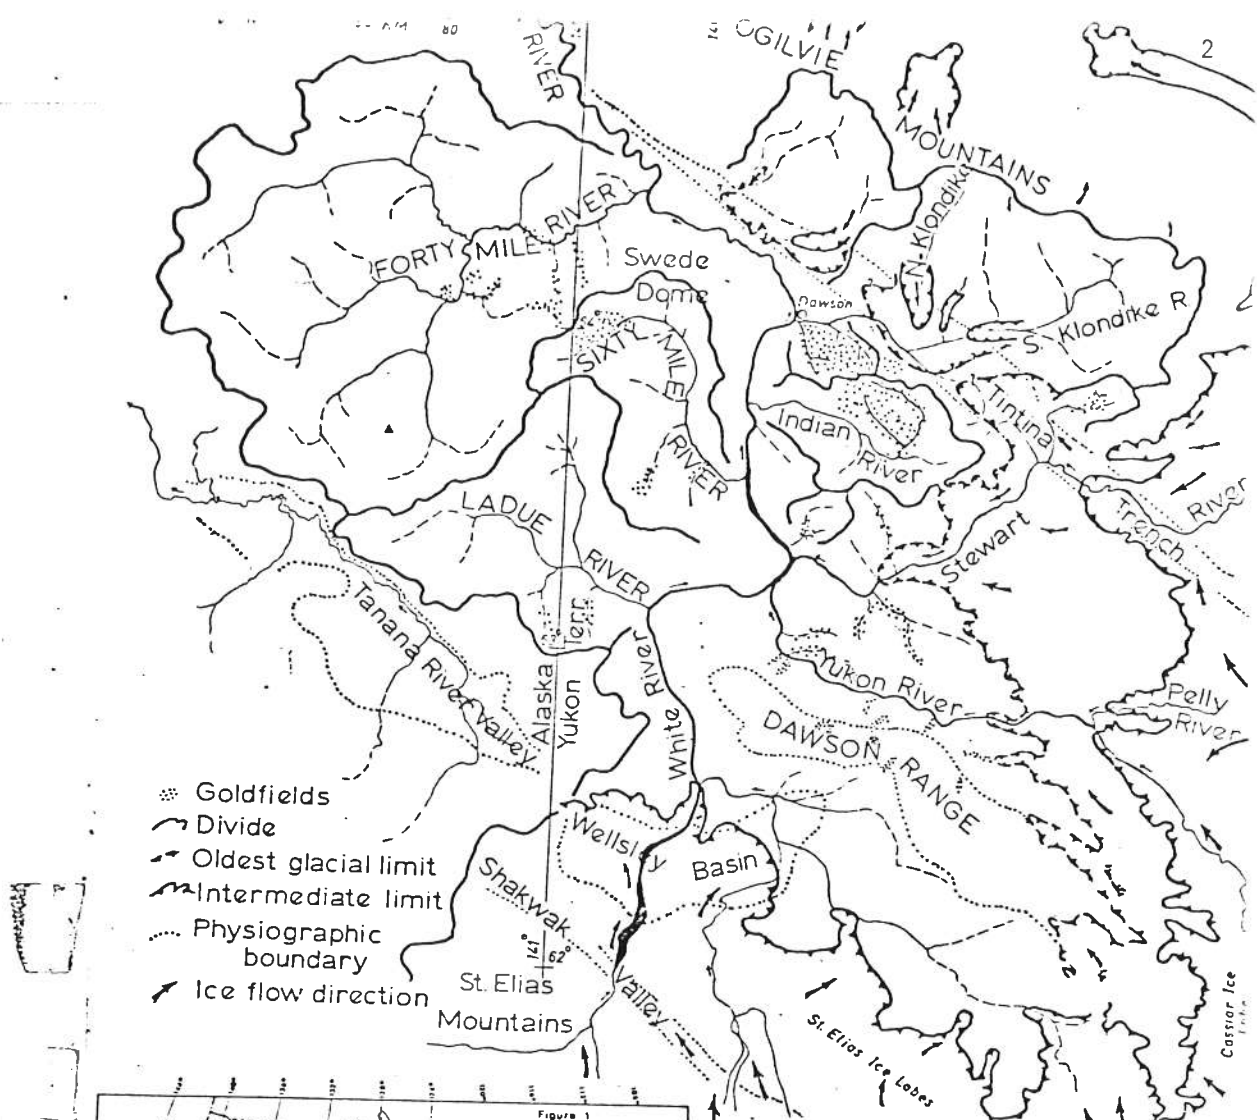 80
OGILVIE
2
RIVER
MOUNTAINS
N-Klondike
FORTY MILE RIVER
Swede
Dome
Dawson
SIXTY MILE RIVER
S. Klondike R
Tintina
Trench
Indian
River
River
LADUE
RIVER
Stewart
Tanana River Valley
Terr
Alaska
Yukon
White River
Yukon River
Pelly
River
DAWSON
RANGE
Goldfields
Divide
Oldest glacial limit
Intermediate limit
Physiographic
boundary
Ice flow direction
Wellsley
Basin
Shakwak
Valley
141°
62°
St. Elias
Mountains
St. Elias Ice Lobes
Cassiar Ice
Figure 1